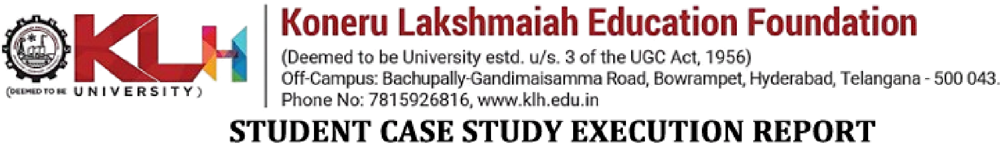 KLH
(DEEMED TO BE UNIVERSITY)
Koneru Lakshmaiah Education Foundation
(Deemed to be University estd. u/s. 3 of the UGC Act, 1956)
Off-Campus: Bachupally-Gandimaisamma Road, Bowrampet, Hyderabad, Telangana - 500 043.
Phone No: 7815926816, www.klh.edu.in
STUDENT CASE STUDY EXECUTION REPORT